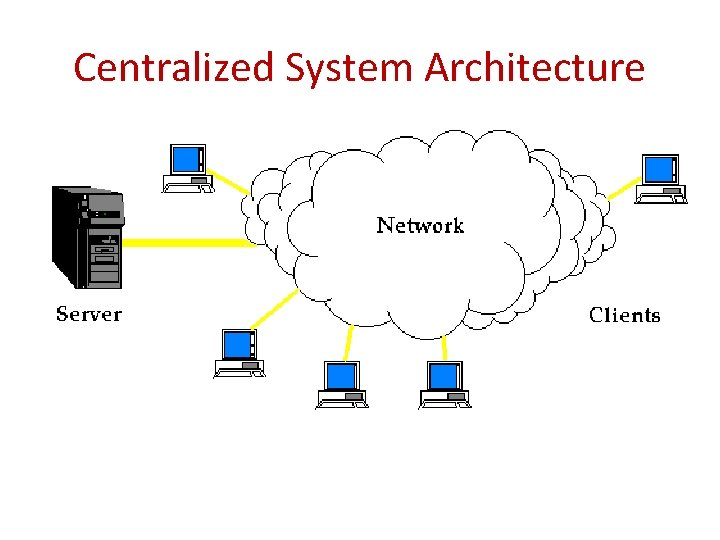 Centralized System Architecture
Network
Server
Clients